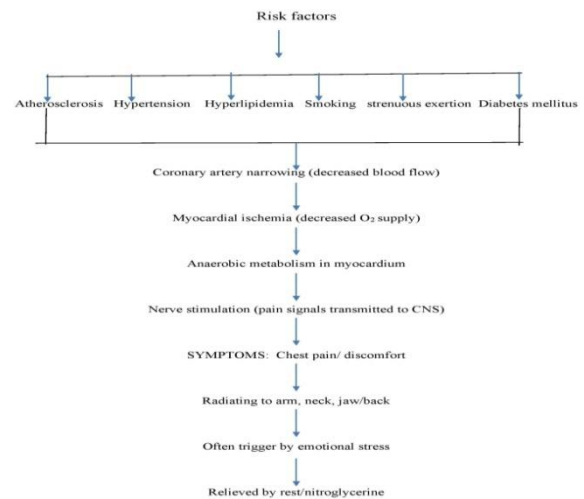 Risk factors
Atherosclerosis Hypertension Hyperlipidemia Smoking strenuous exertion Diabetes mellitus
Coronary artery narrowing (decreased blood flow)
Myocardial ischemia (decreased O₂ supply)
Anaerobic metabolism in myocardium
Nerve stimulation (pain signals transmitted to CNS)
SYMPTOMS: Chest pain/ discomfort
Radiating to arm, neck, jaw/back
Often trigger by emotional stress
Relieved by rest/nitroglycerine